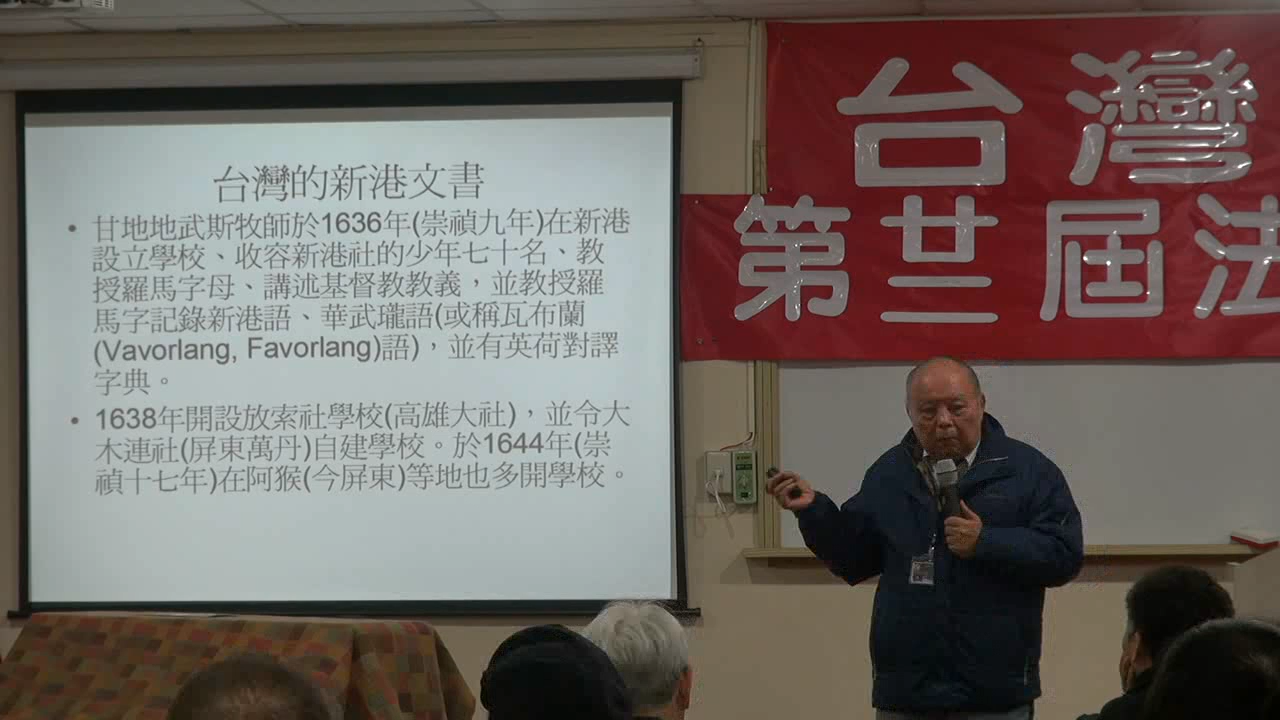 台灣的新港文書
• 甘地地武斯牧師於1636年(崇禎九年)在新港
設立學校、收容新港社的少年七十名、教
授羅馬字母、講述基督教教義，並教授羅
馬字記錄新港語、華武瓏語(或稱瓦布蘭
(Vavorlang, Favorlang)語)，並有英荷對譯
字典。
• 1638年開設放索社學校(高雄大社)，並令大
木連社(屏東萬丹)自建學校。於1644年(崇
禎十七年)在阿猴(今屏東)等地也多開學校。
台灣
第廿二屆法